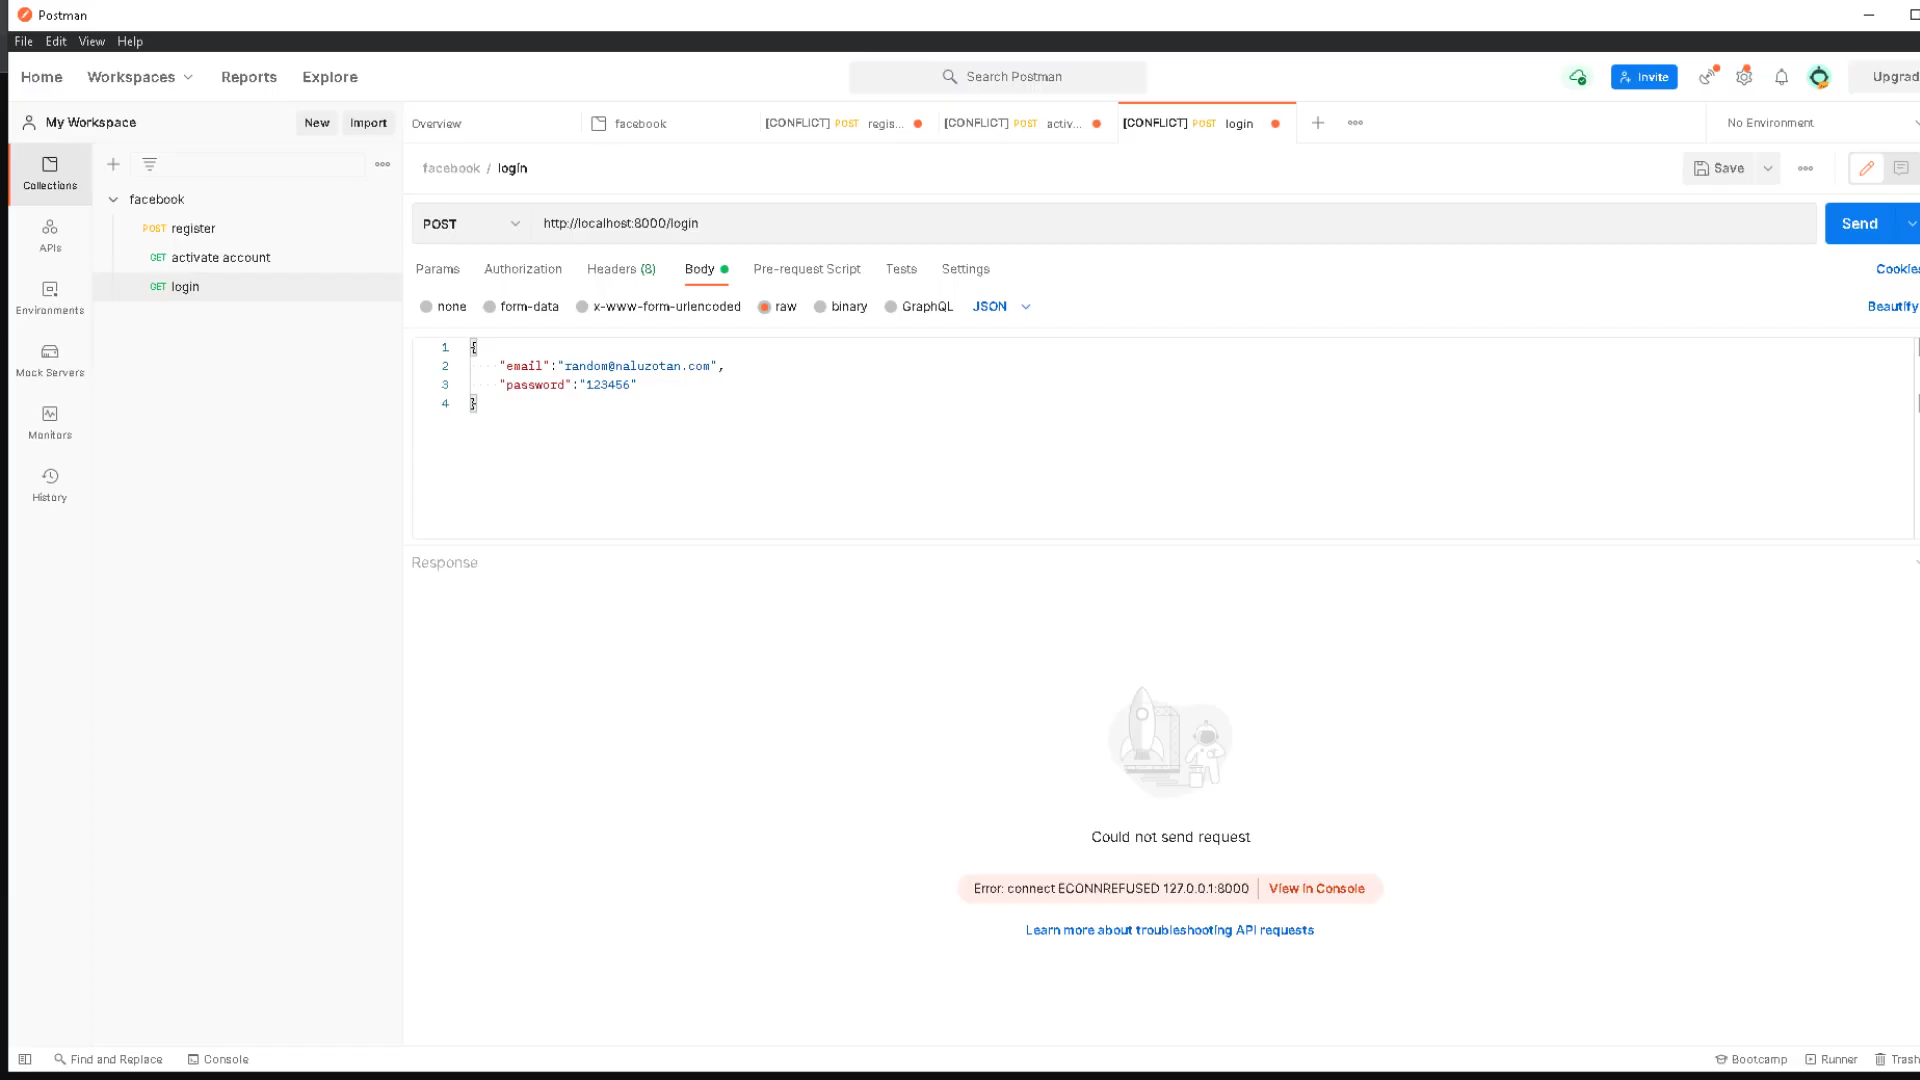 Postman
File Edit View Help
Home Workspaces Reports Explore Search Postman Invite Upgrad
My Workspace New Import Overview facebook [CONFLICT] POST regis... [CONFLICT] POST activ... [CONFLICT] POST login No Environment
Collections
APIs
Environments
Mock Servers
Monitors
History
facebook
POST register
GET activate account
GET login
facebook / login Save
POST http://localhost:8000/login Send
Params Authorization Headers (8) Body Pre-request Script Tests Settings Cookies
none form-data x-www-form-urlencoded raw binary GraphQL JSON Beautify
1 {
2 "email":"random@naluzotan.com",
3 "password":"123456"
4 }
Response
Could not send request
Error: connect ECONNREFUSED 127.0.0.1:8000 View in Console
Learn more about troubleshooting API requests
Find and Replace Console Bootcamp Runner Trash